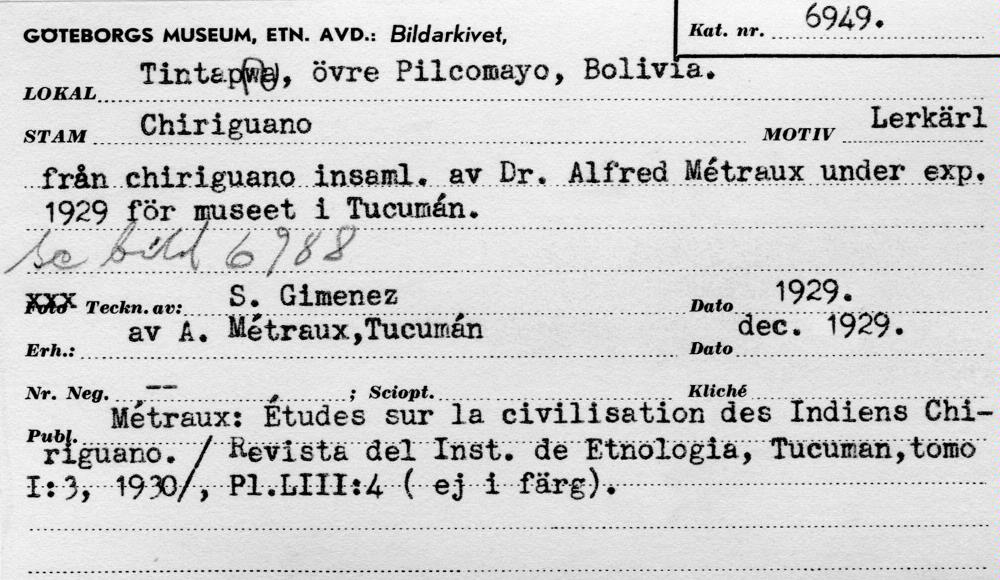 GÖTEBORGS MUSEUM, ETN. AVD.: Bildarkivet,
Kat. nr. 6949.
LOKAL Tintapwa, övre Pilcomayo, Bolivia.
STAM Chiriguano MOTIV Lerkärl
från chiriguano insaml. av Dr. Alfred Métraux under exp.
1929 för museet i Tucumán.
se bild 6988
XXX Foto Teckn. av: S. Gimenez Dato 1929.
Erh.: av A. Métraux,Tucumán Dato dec. 1929.
Nr. Neg. -- ; Sciopt. Kliché
Publ. Métraux: Études sur la civilisation des Indiens Chi-
riguano. / Revista del Inst. de Etnologia, Tucuman,tomo
I:3, 1930/, Pl.LIII:4 ( ej i färg).